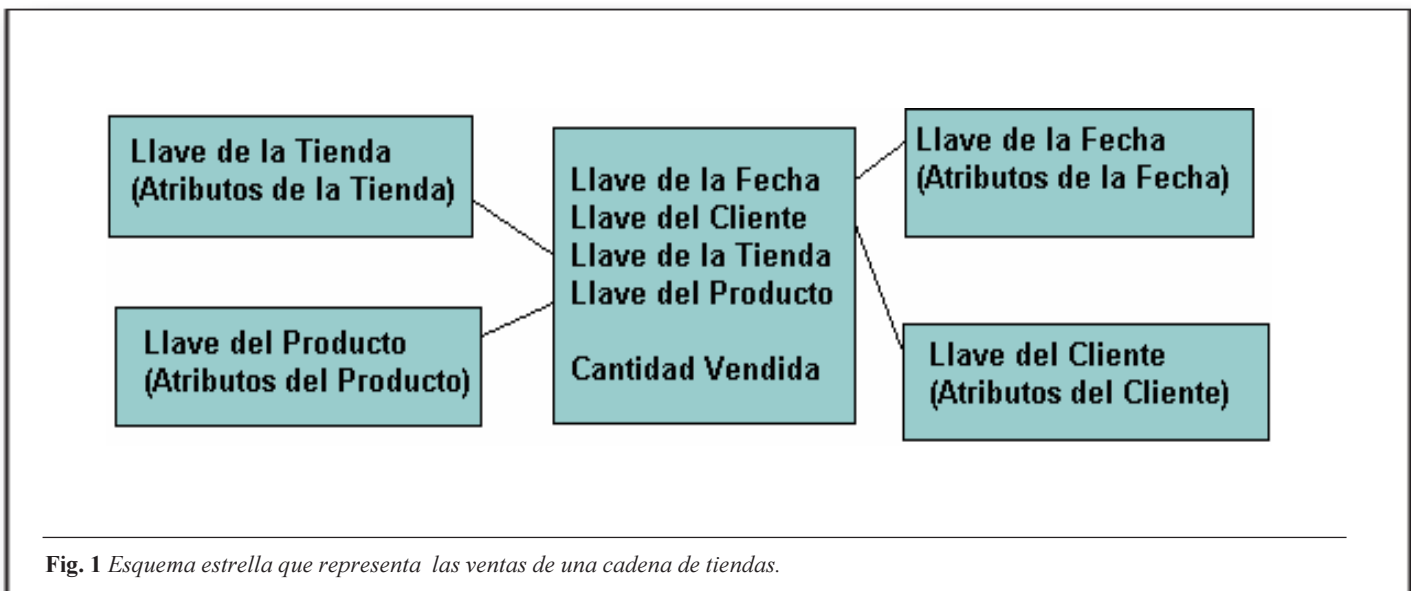 Llave de la Tienda
(Atributos de la Tienda)
Llave del Producto
(Atributos del Producto)
Llave de la Fecha
Llave del Cliente
Llave de la Tienda
Llave del Producto
Cantidad Vendida
Llave de la Fecha
(Atributos de la Fecha)
Llave del Cliente
(Atributos del Cliente)
Fig. 1 Esquema estrella que representa las ventas de una cadena de tiendas.